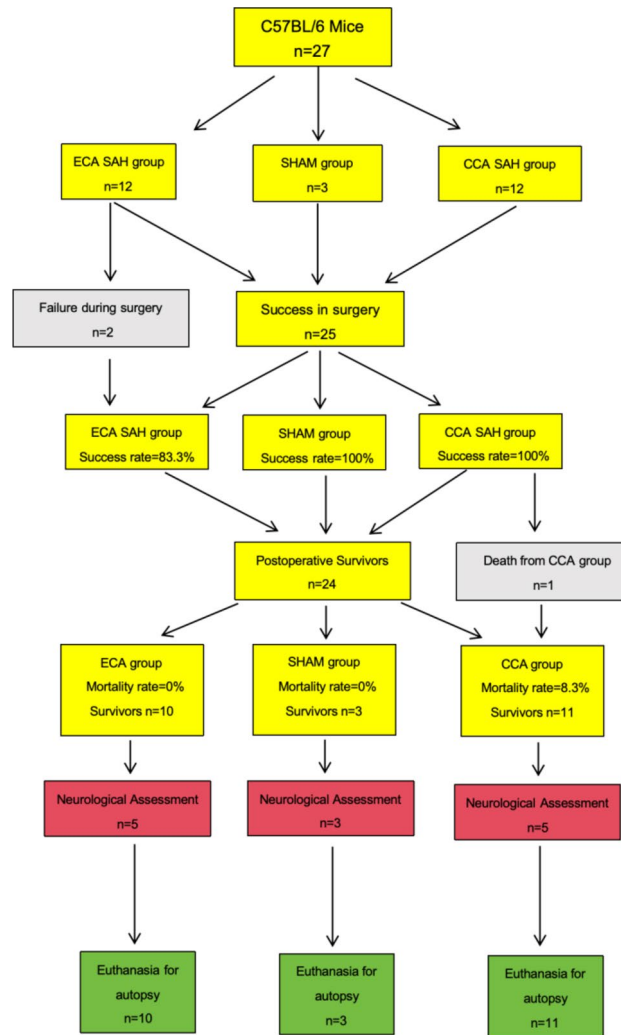 C57BL/6 Mice
n=27
ECA SAH group
n=12
SHAM group
n=3
CCA SAH group
n=12
Failure during surgery
n=2
Success in surgery
n=25
ECA SAH group
Success rate=83.3%
SHAM group
Success rate=100%
CCA SAH group
Success rate=100%
Postoperative Survivors
n=24
Death from CCA group
n=1
ECA group
Mortality rate=0%
Survivors n=10
SHAM group
Mortality rate=0%
Survivors n=3
CCA group
Mortality rate=8.3%
Survivors n=11
Neurological Assessment
n=5
Neurological Assessment
n=3
Neurological Assessment
n=5
Euthanasia for
autopsy
n=10
Euthanasia for
autopsy
n=3
Euthanasia for
autopsy
n=11